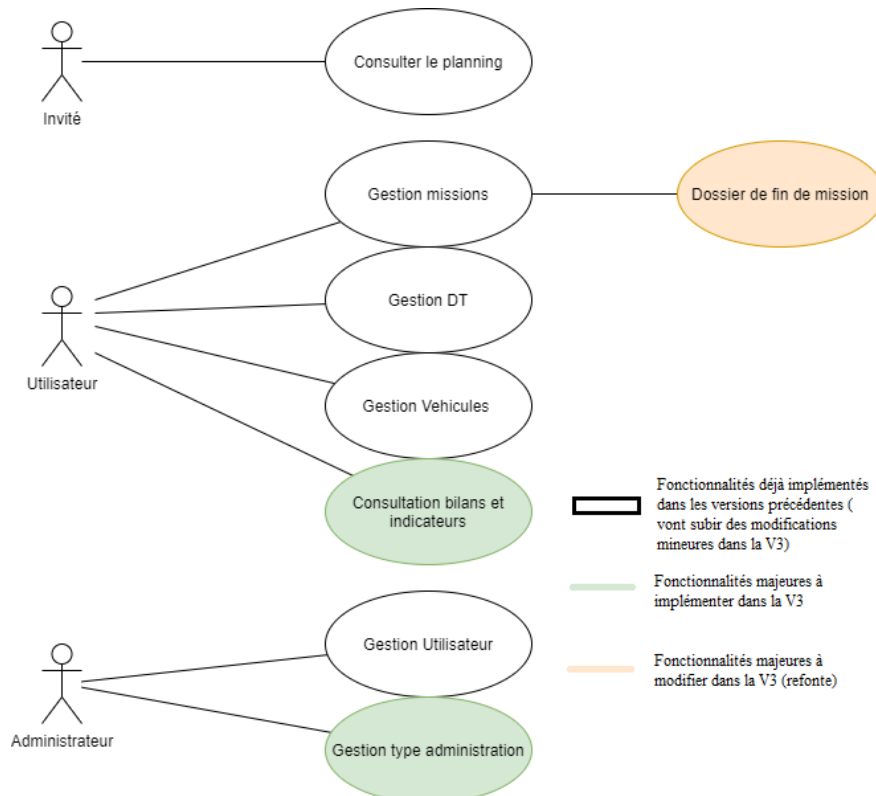 Consulter le planning
Invité
Gestion missions
Dossier de fin de mission
Gestion DT
Utilisateur
Gestion Vehicules
Consultation bilans et
indicateurs
Fonctionnalités déjà implémentés
dans les versions précédentes (
vont subir des modifications
mineures dans la V3)
Fonctionnalités majeures à
implémenter dans la V3
Gestion Utilisateur
Fonctionnalités majeures à
modifier dans la V3 (refonte)
Administrateur
Gestion type administration